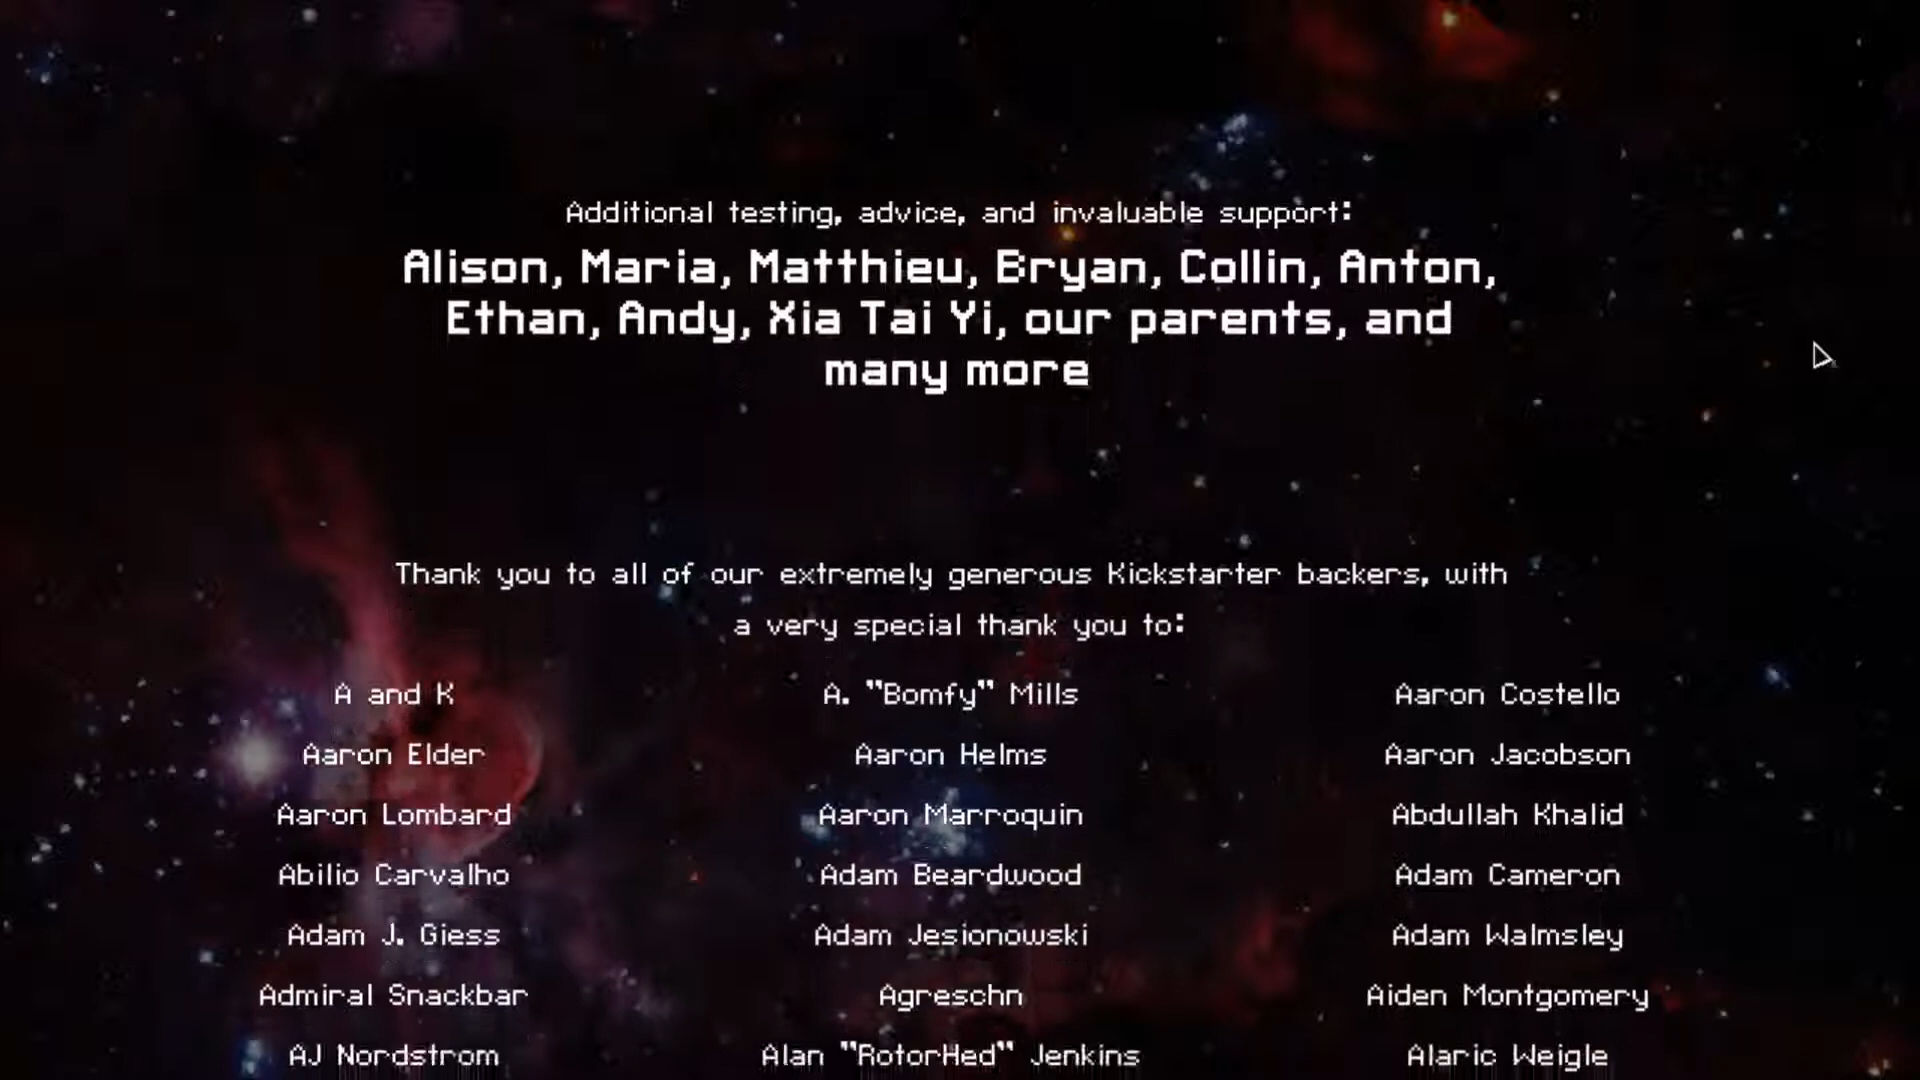 Additional testing, advice, and invaluable support:
Alison, Maria, Matthieu, Bryan, Collin, Anton,
Ethan, Andy, Xia Tai Yi, our parents, and
many more
Thank you to all of our extremely generous Kickstarter backers, with
a very special thank you to:
A and K A. "Bomfy" Mills Aaron Costello
Aaron Elder Aaron Helms Aaron Jacobson
Aaron Lombard Aaron Marroquin Abdullah Khalid
Abilio Carvalho Adam Beardwood Adam Cameron
Adam J. Giess Adam Jesionowski Adam Walmsley
Admiral Snackbar Agreschn Aiden Montgomery
AJ Nordstrom Alan "RotorHed" Jenkins Alaric Weigle